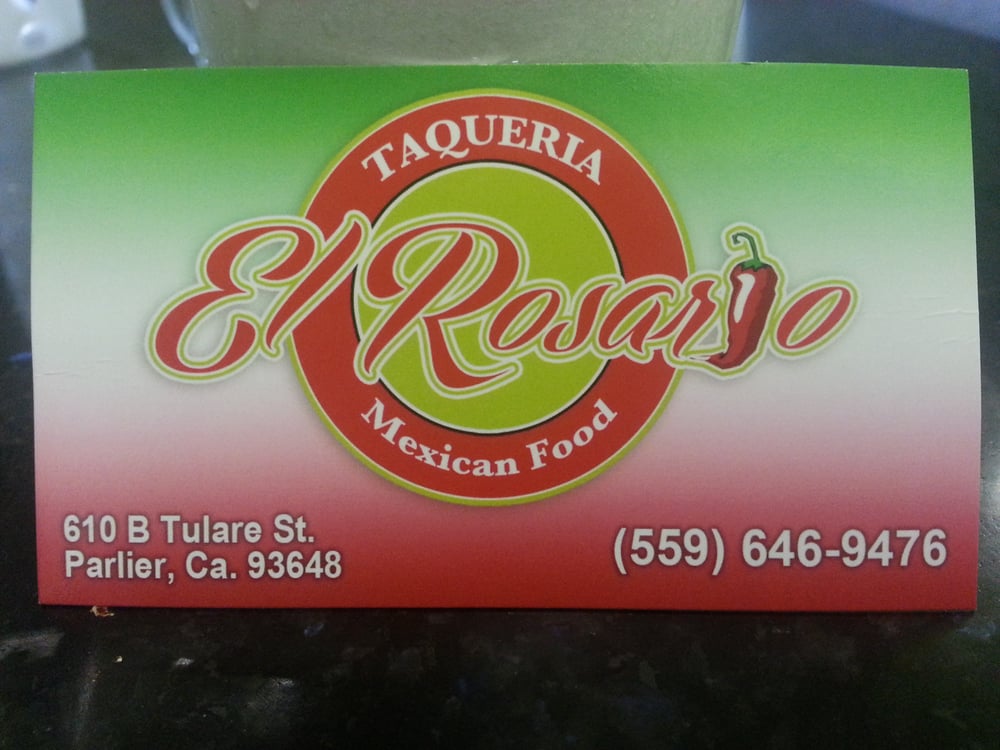 TAQUERIA
El Rosario
Mexican Food
610 B Tulare St.
Parlier, Ca. 93648
(559) 646-9476